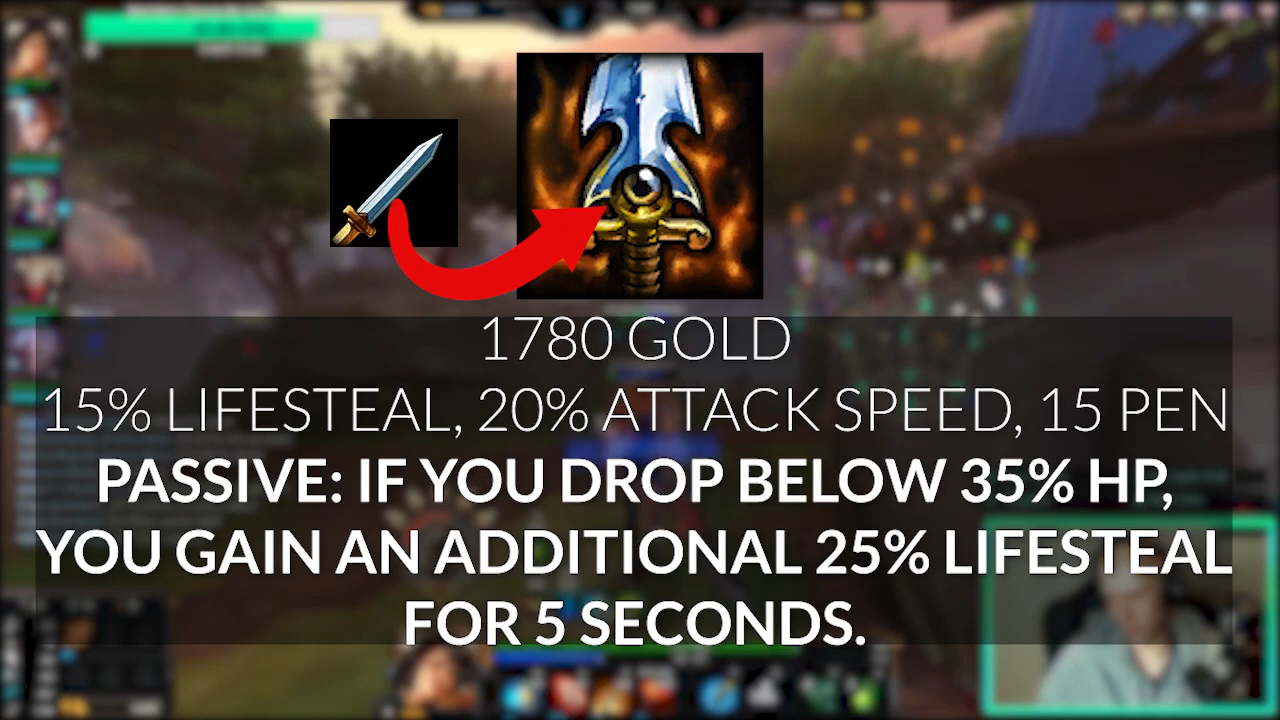 1780 GOLD
15% LIFESTEAL, 20% ATTACK SPEED, 15 PEN
PASSIVE: IF YOU DROP BELOW 35% HP,
YOU GAIN AN ADDITIONAL 25% LIFESTEAL
FOR 5 SECONDS.